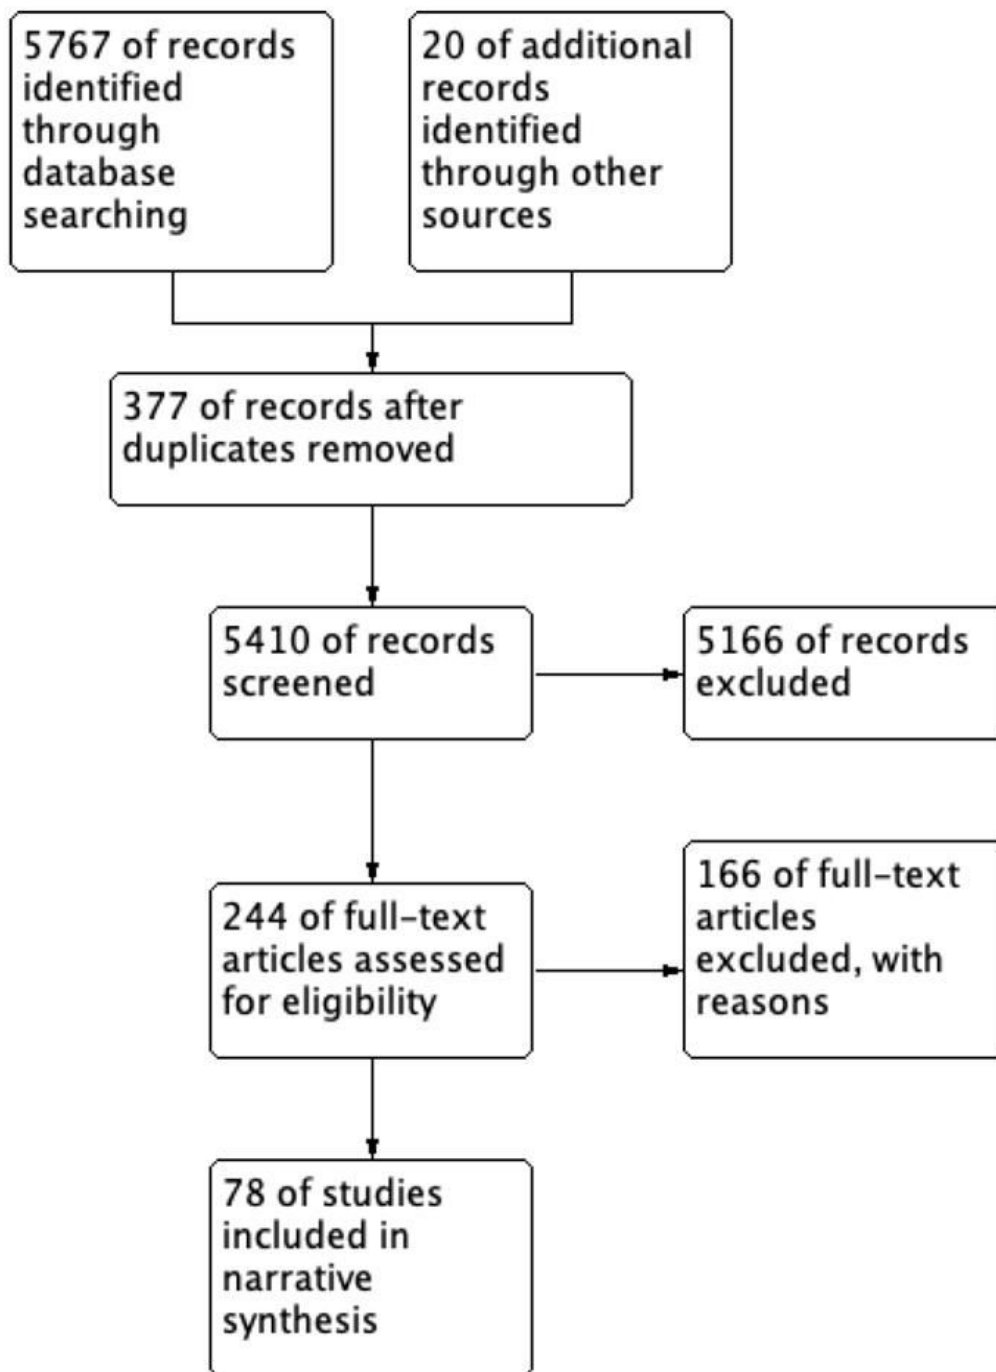 5767 of records
identified
through
database
searching
20 of additional
records
identified
through other
sources
377 of records after
duplicates removed
5410 of records
screened
5166 of records
excluded
244 of full-text
articles assessed
for eligibility
166 of full-text
articles
excluded, with
reasons
78 of studies
included in
narrative
synthesis